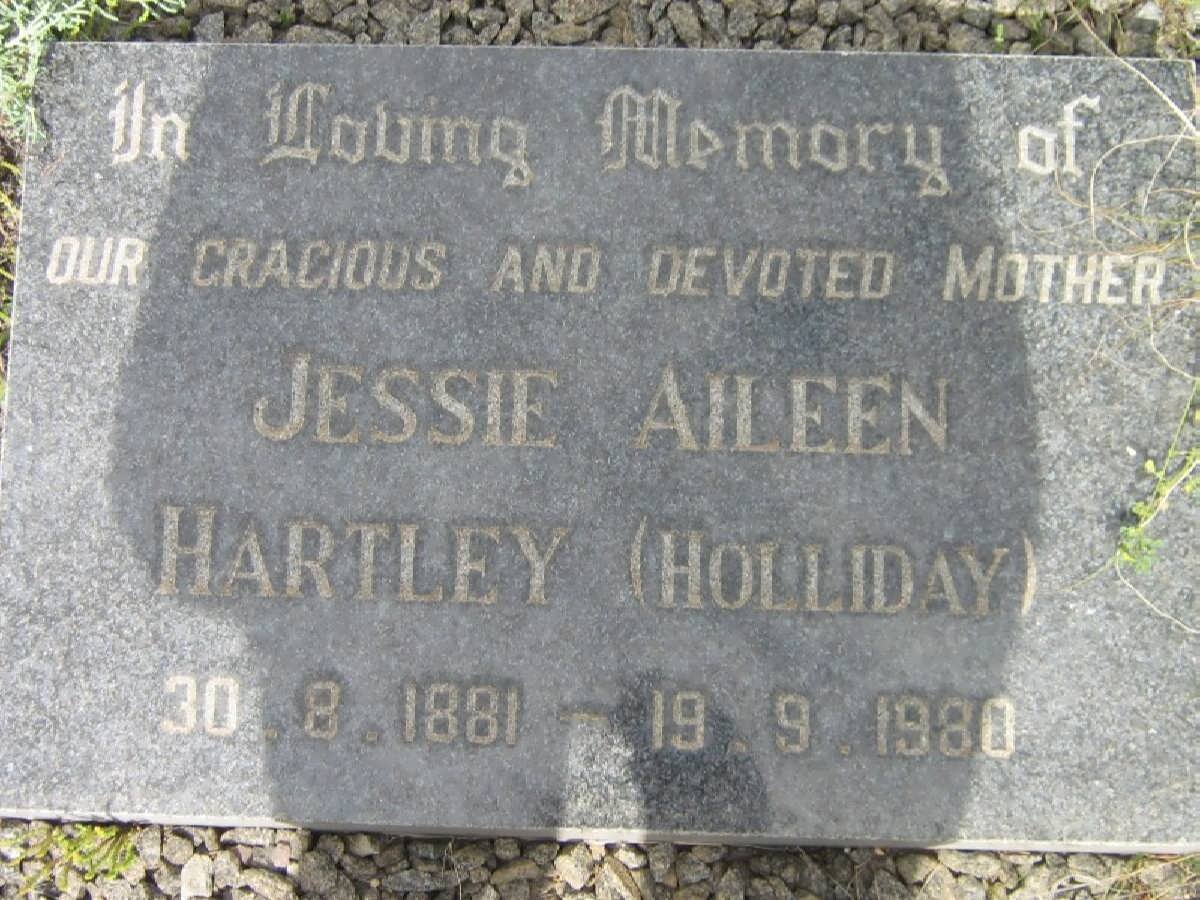 In Loving Memory of
OUR GRACIOUS AND DEVOTED MOTHER
JESSIE AILEEN
HARTLEY (HOLLIDAY)
30.8.1881 – 19.9.1980